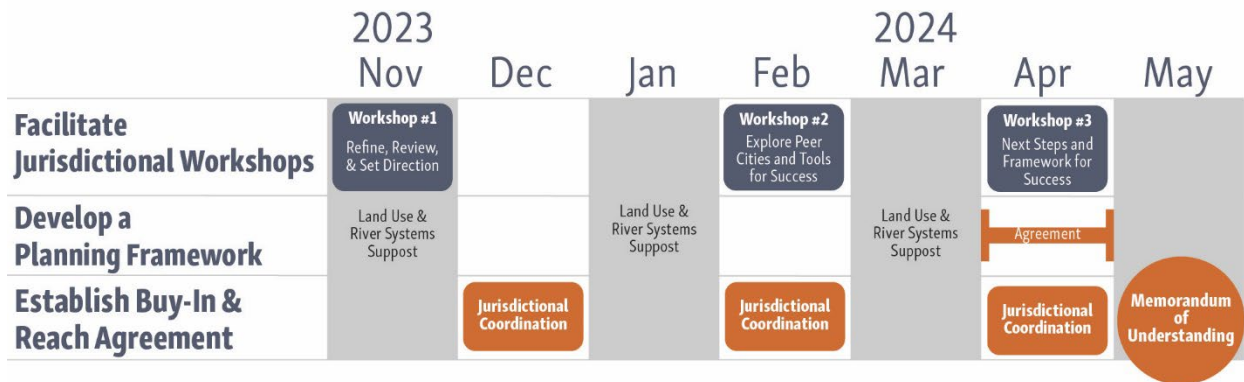 2023
2024
Nov
Dec
Jan
Feb
Mar
Apr
May
Facilitate
Jurisdictional Workshops
Workshop #1
Refine, Review,
& Set Direction
Workshop #2
Explore Peer
Cities and Tools
for Success
Workshop #3
Next Steps and
Framework for
Success
Develop a
Planning Framework
Land Use &
River Systems
Suppost
Land Use &
River Systems
Suppost
Land Use &
River Systems
Suppost
Agreement
Establish Buy-In &
Reach Agreement
Jurisdictional
Coordination
Jurisdictional
Coordination
Jurisdictional
Coordination
Memorandum
of
Understanding